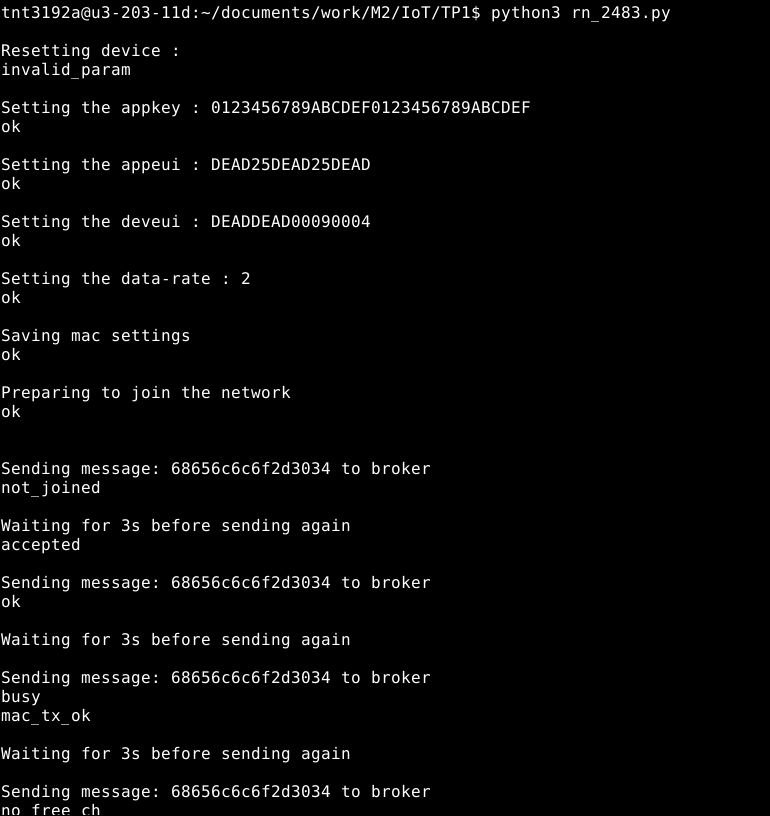 tnt3192a@u3-203-11d:~/documents/work/M2/IoT/TP1$ python3 rn_2483.py
Resetting device :
invalid_param
Setting the appkey : 0123456789ABCDEF0123456789ABCDEF
ok
Setting the appeui : DEAD25DEAD25DEAD
ok
Setting the deveui : DEADDEAD00090004
ok
Setting the data-rate : 2
ok
Saving mac settings
ok
Preparing to join the network
ok
Sending message: 68656c6c6f2d3034 to broker
not_joined
Waiting for 3s before sending again
accepted
Sending message: 68656c6c6f2d3034 to broker
ok
Waiting for 3s before sending again
Sending message: 68656c6c6f2d3034 to broker
busy
mac_tx_ok
Waiting for 3s before sending again
Sending message: 68656c6c6f2d3034 to broker
no_free_ch